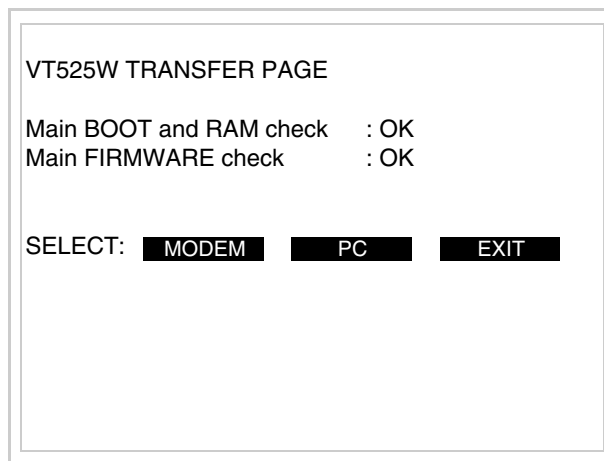 VT525W TRANSFER PAGE
Main BOOT and RAM check : OK
Main FIRMWARE check : OK
SELECT: MODEM PC EXIT